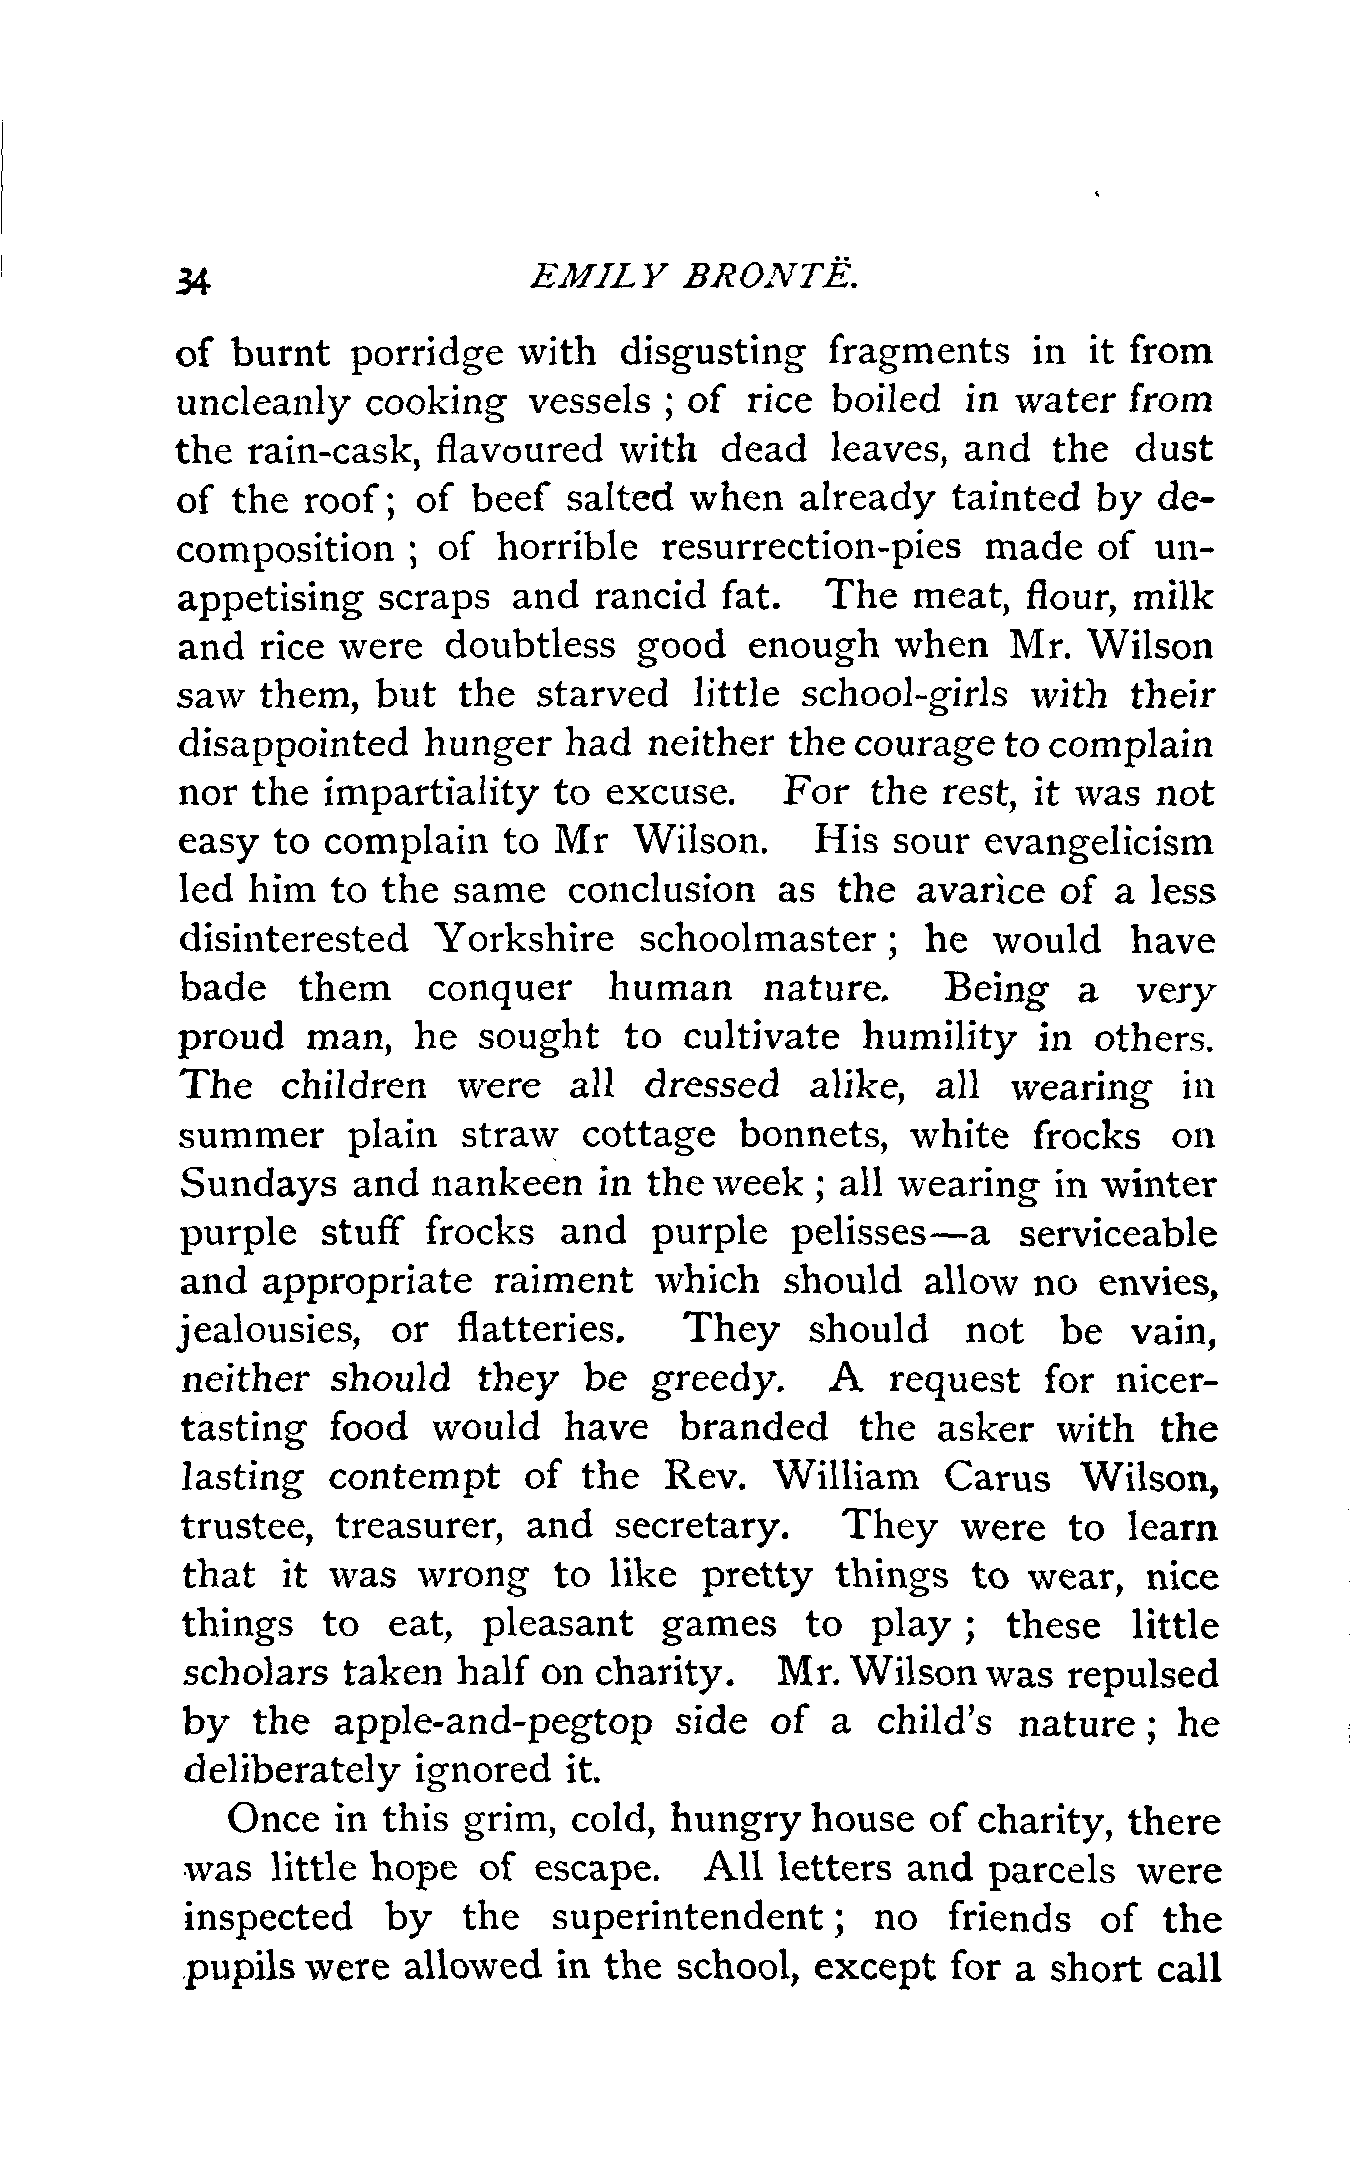 34 EMILY BRONTË.
of burnt porridge with disgusting fragments in it from
uncleanly cooking vessels ; of rice boiled in water from
the rain-cask, flavoured with dead leaves, and the dust
of the roof ; of beef salted when already tainted by de-
composition ; of horrible resurrection-pies made of un-
appetising scraps and rancid fat. The meat, flour, milk
and rice were doubtless good enough when Mr. Wilson
saw them, but the starved little school-girls with their
disappointed hunger had neither the courage to complain
nor the impartiality to excuse. For the rest, it was not
easy to complain to Mr Wilson. His sour evangelicism
led him to the same conclusion as the avarice of a less
disinterested Yorkshire schoolmaster ; he would have
bade them conquer human nature. Being a very
proud man, he sought to cultivate humility in others.
The children were all dressed alike, all wearing in
summer plain straw cottage bonnets, white frocks on
Sundays and nankeen in the week ; all wearing in winter
purple stuff frocks and purple pelisses—a serviceable
and appropriate raiment which should allow no envies,
jealousies, or flatteries. They should not be vain,
neither should they be greedy. A request for nicer-
tasting food would have branded the asker with the
lasting contempt of the Rev. William Carus Wilson,
trustee, treasurer, and secretary. They were to learn
that it was wrong to like pretty things to wear, nice
things to eat, pleasant games to play ; these little
scholars taken half on charity. Mr. Wilson was repulsed
by the apple-and-pegtop side of a child's nature ; he
deliberately ignored it.
Once in this grim, cold, hungry house of charity, there
was little hope of escape. All letters and parcels were
inspected by the superintendent ; no friends of the
pupils were allowed in the school, except for a short call